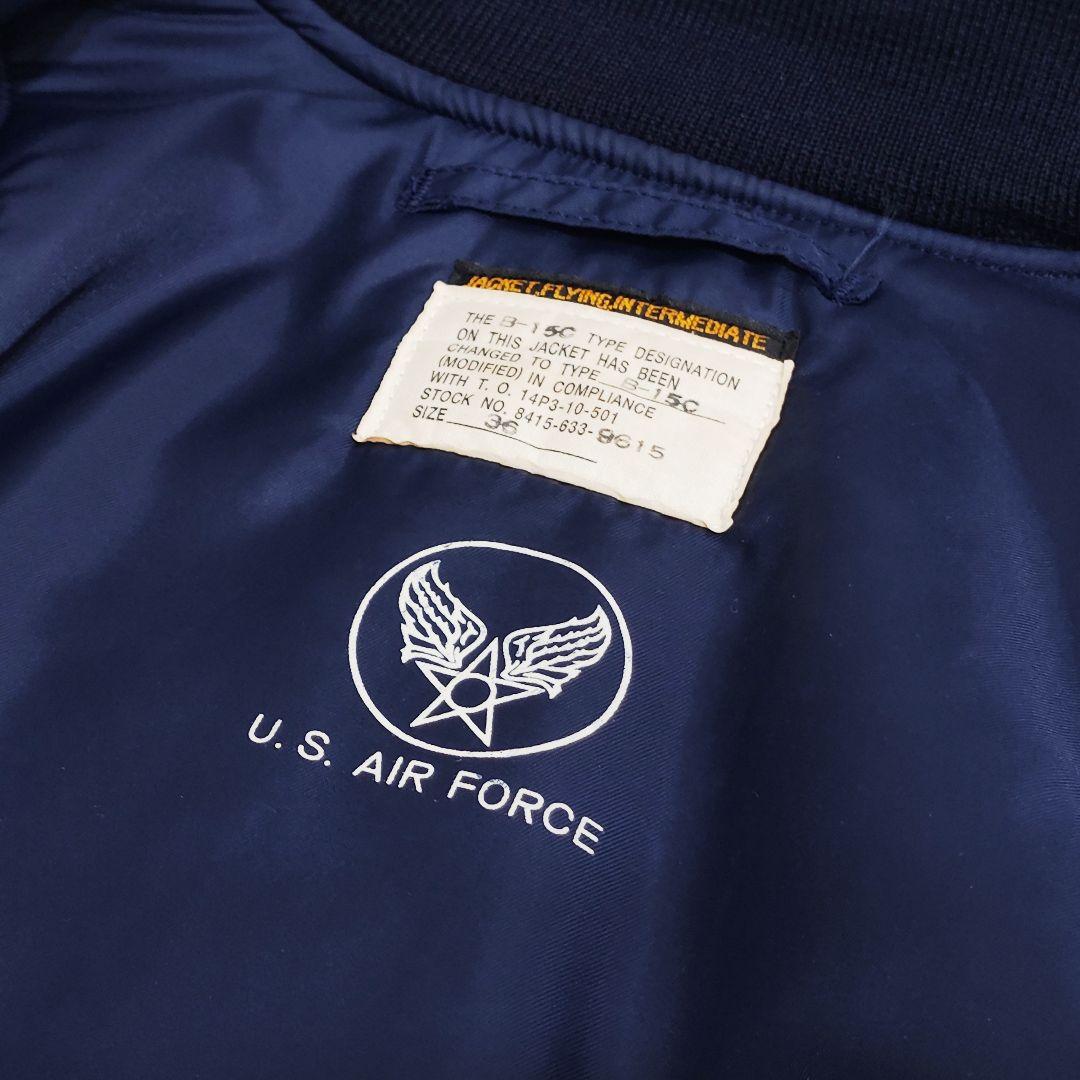 JACKET,FLYING,INTERMEDIATE
THE B-15C TYPE DESIGNATION
ON THIS JACKET HAS BEEN
CHANGED TO TYPE B-15C
(MODIFIED) IN COMPLIANCE
WITH T. O. 14P3-10-501
STOCK NO. 8415-633-9615
SIZE 36
U.S. AIR FORCE